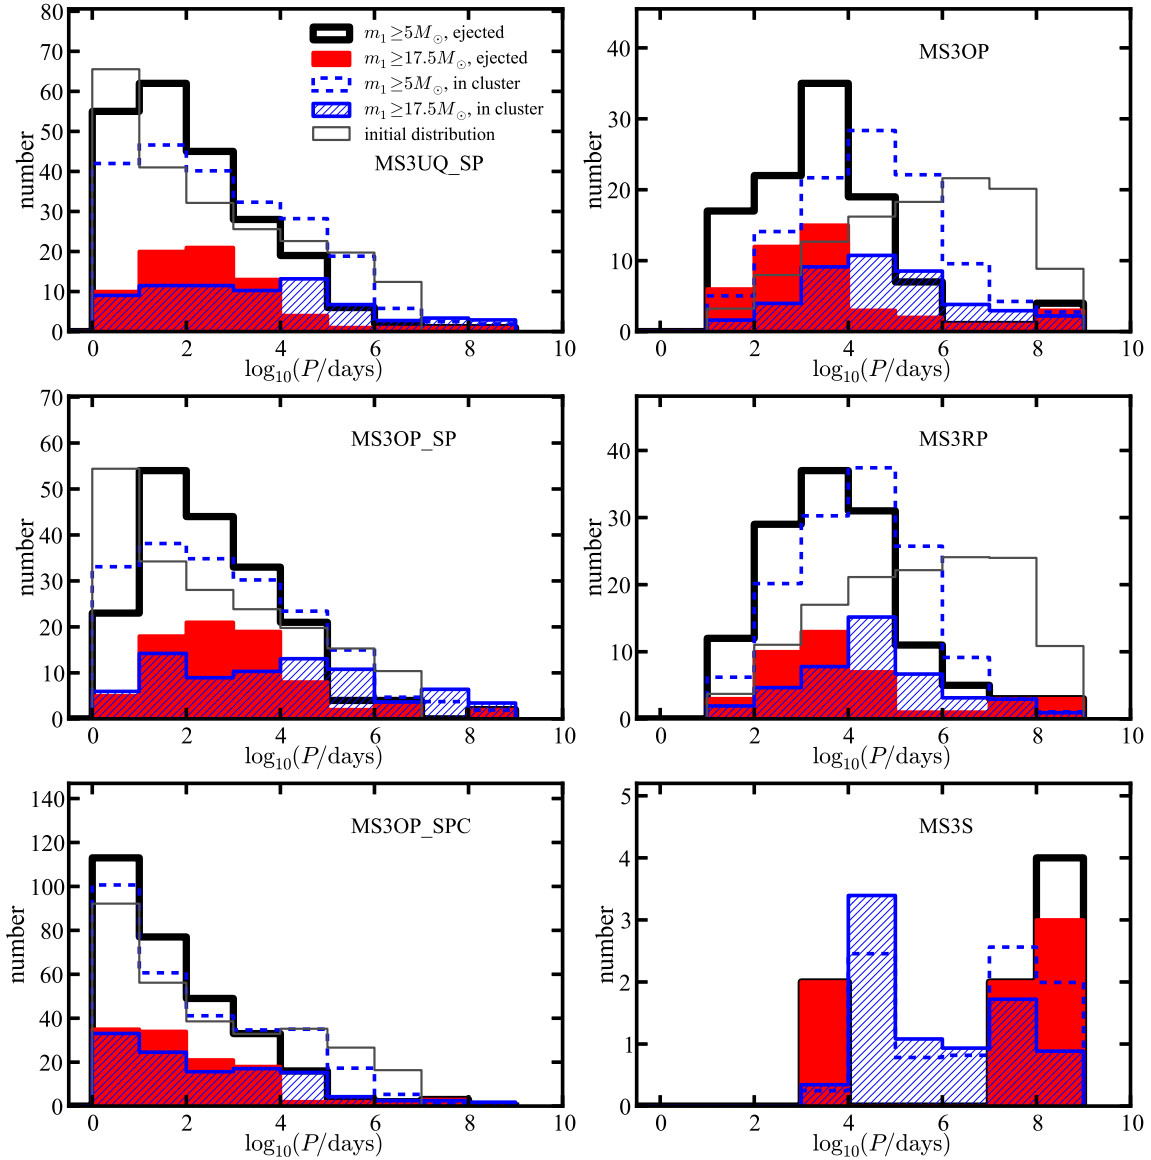 80
70
60
50
40
30
20
10
0
number
m₁≥5M⊙, ejected
m₁≥17.5M⊙, ejected
m₁≥5M⊙, in cluster
m₁≥17.5M⊙, in cluster
initial distribution
MS3UQ_SP
0 2 4 6 8 10
log₁₀(P/days)
40
30
20
10
0
number
MS3OP
0 2 4 6 8 10
log₁₀(P/days)
70
60
50
40
30
20
10
0
number
MS3OP_SP
0 2 4 6 8 10
log₁₀(P/days)
40
30
20
10
0
number
MS3RP
0 2 4 6 8 10
log₁₀(P/days)
140
120
100
80
60
40
20
0
number
MS3OP_SPC
0 2 4 6 8 10
log₁₀(P/days)
5
4
3
2
1
0
number
MS3S
0 2 4 6 8 10
log₁₀(P/days)